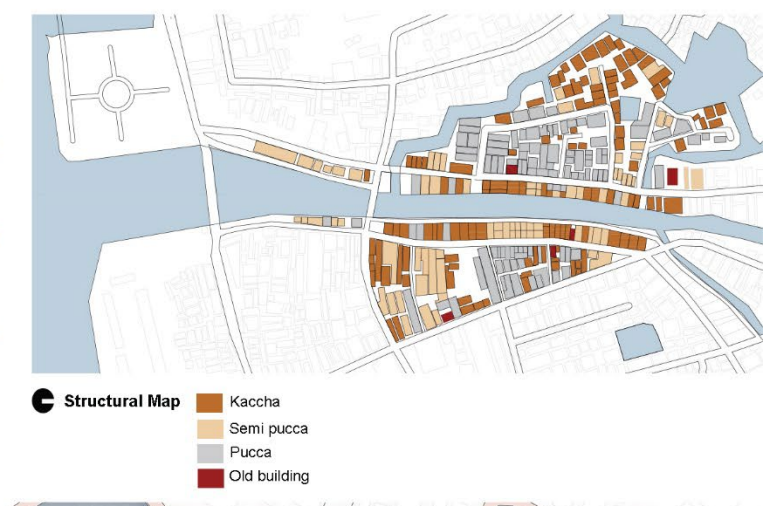 Structural Map
Kaccha
Semi pucca
Pucca
Old building